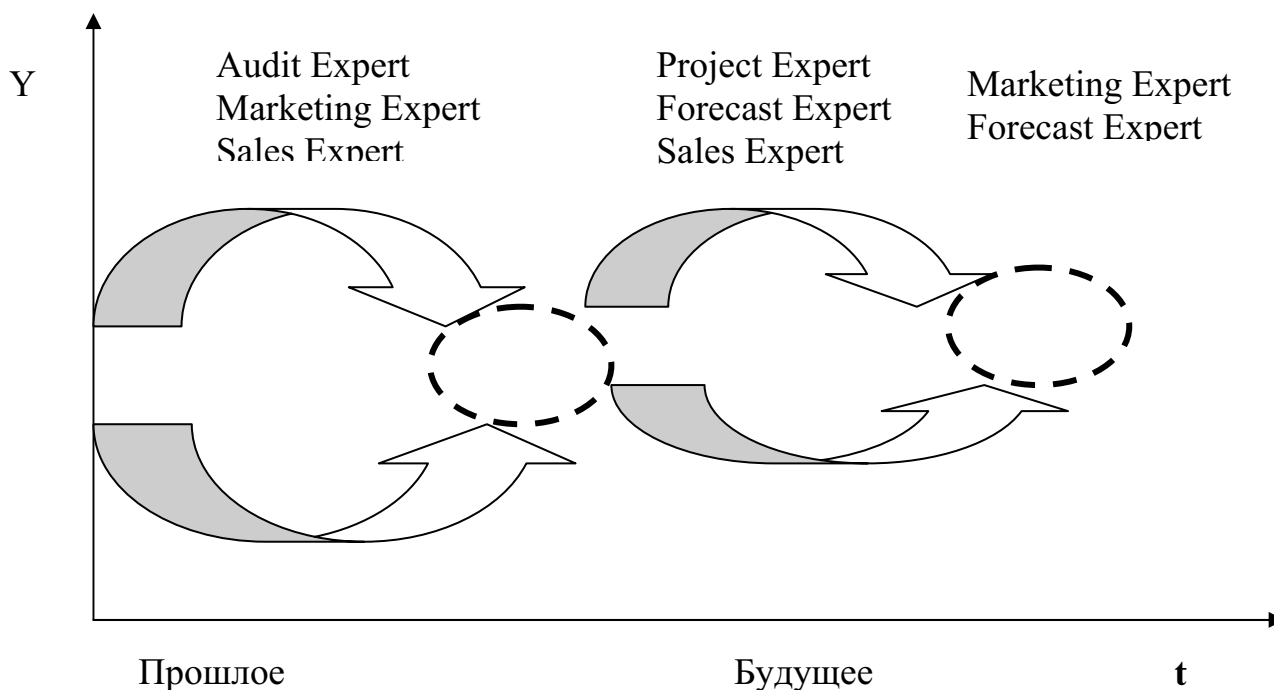 Y
Audit Expert
Marketing Expert
Sales Expert
Project Expert
Forecast Expert
Sales Expert
Marketing Expert
Forecast Expert
Прошлое
Будущее
t